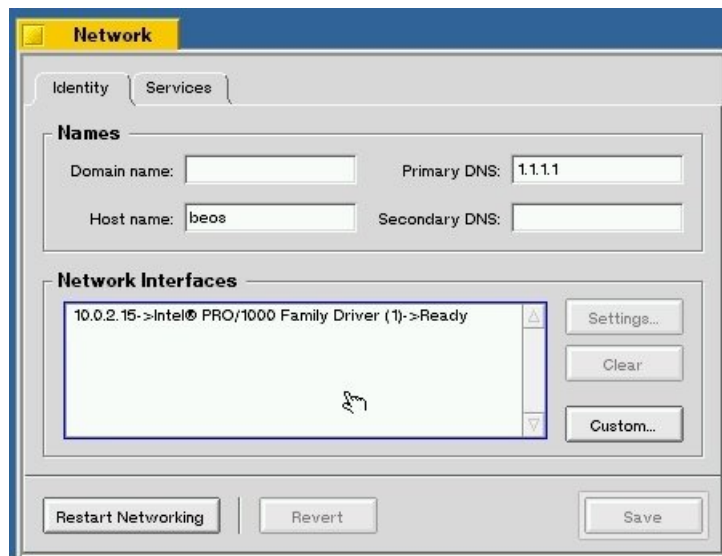 Network
Identity Services
Names
Domain name: Primary DNS: 1.1.1.1
Host name: beos Secondary DNS:
Network Interfaces
10.0.2.15->Intel® PRO/1000 Family Driver (1)->Ready
Settings...
Clear
Custom...
Restart Networking Revert Save